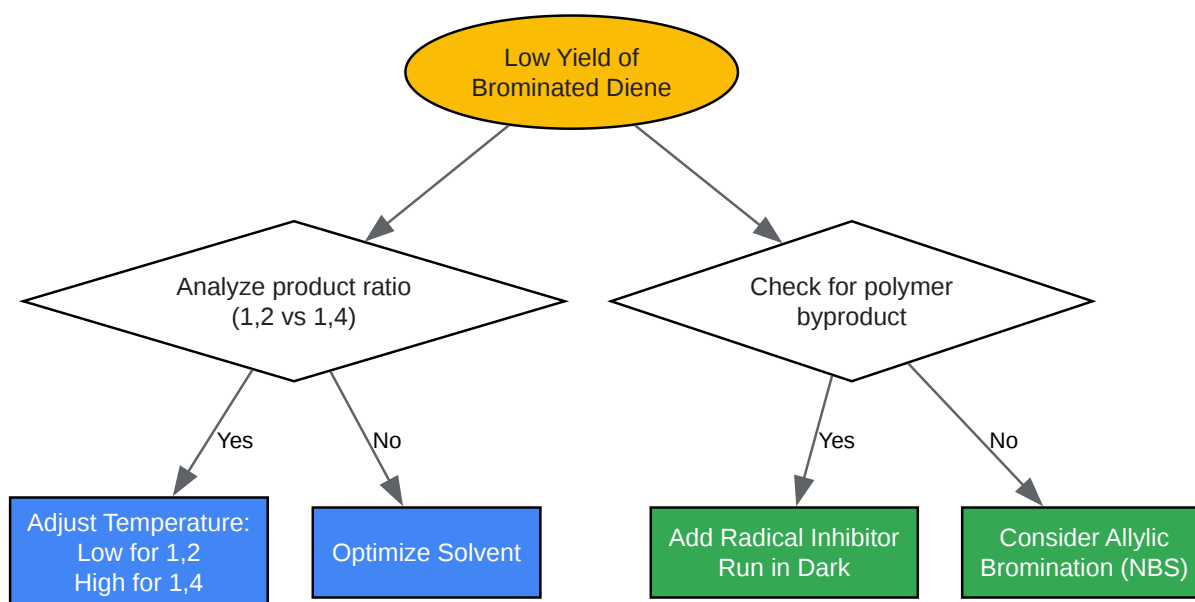 Low Yield of
Brominated Diene
Analyze product ratio
(1,2 vs 1,4)
Check for polymer
byproduct
Yes
No
Yes
No
Adjust Temperature:
Low for 1,2
High for 1,4
Optimize Solvent
Add Radical Inhibitor
Run in Dark
Consider Allylic
Bromination (NBS)